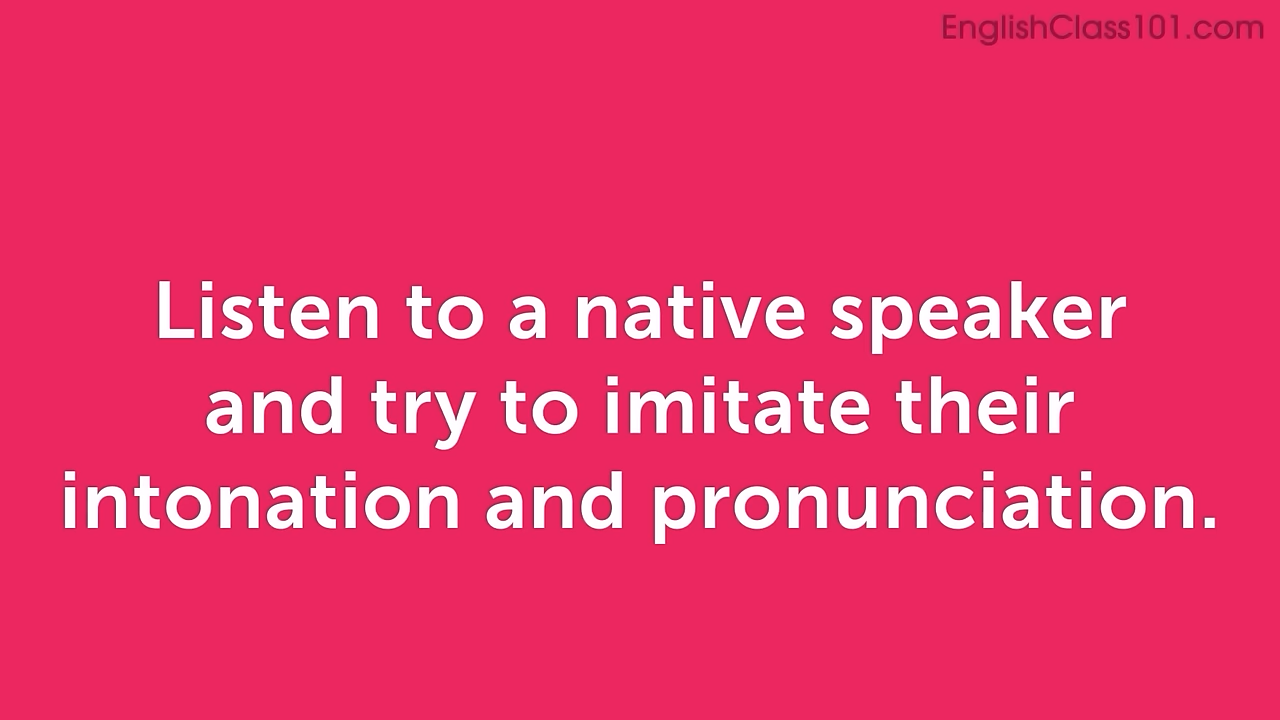 EnglishClass101.com
Listen to a native speaker
and try to imitate their
intonation and pronunciation.